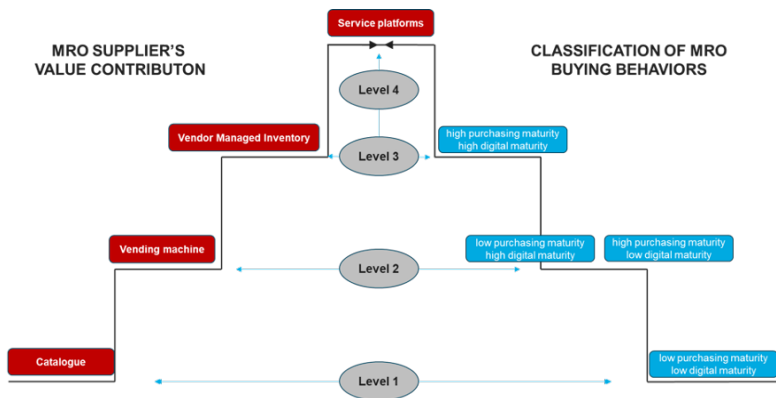 Service platforms
MRO SUPPLIER'S
VALUE CONTRIBUTON
CLASSIFICATION OF MRO
BUYING BEHAVIORS
Level 4
Vendor Managed Inventory
Level 3
high purchasing maturity
high digital maturity
Vending machine
Level 2
low purchasing maturity
high digital maturity
high purchasing maturity
low digital maturity
Catalogue
Level 1
low purchasing maturity
low digital maturity